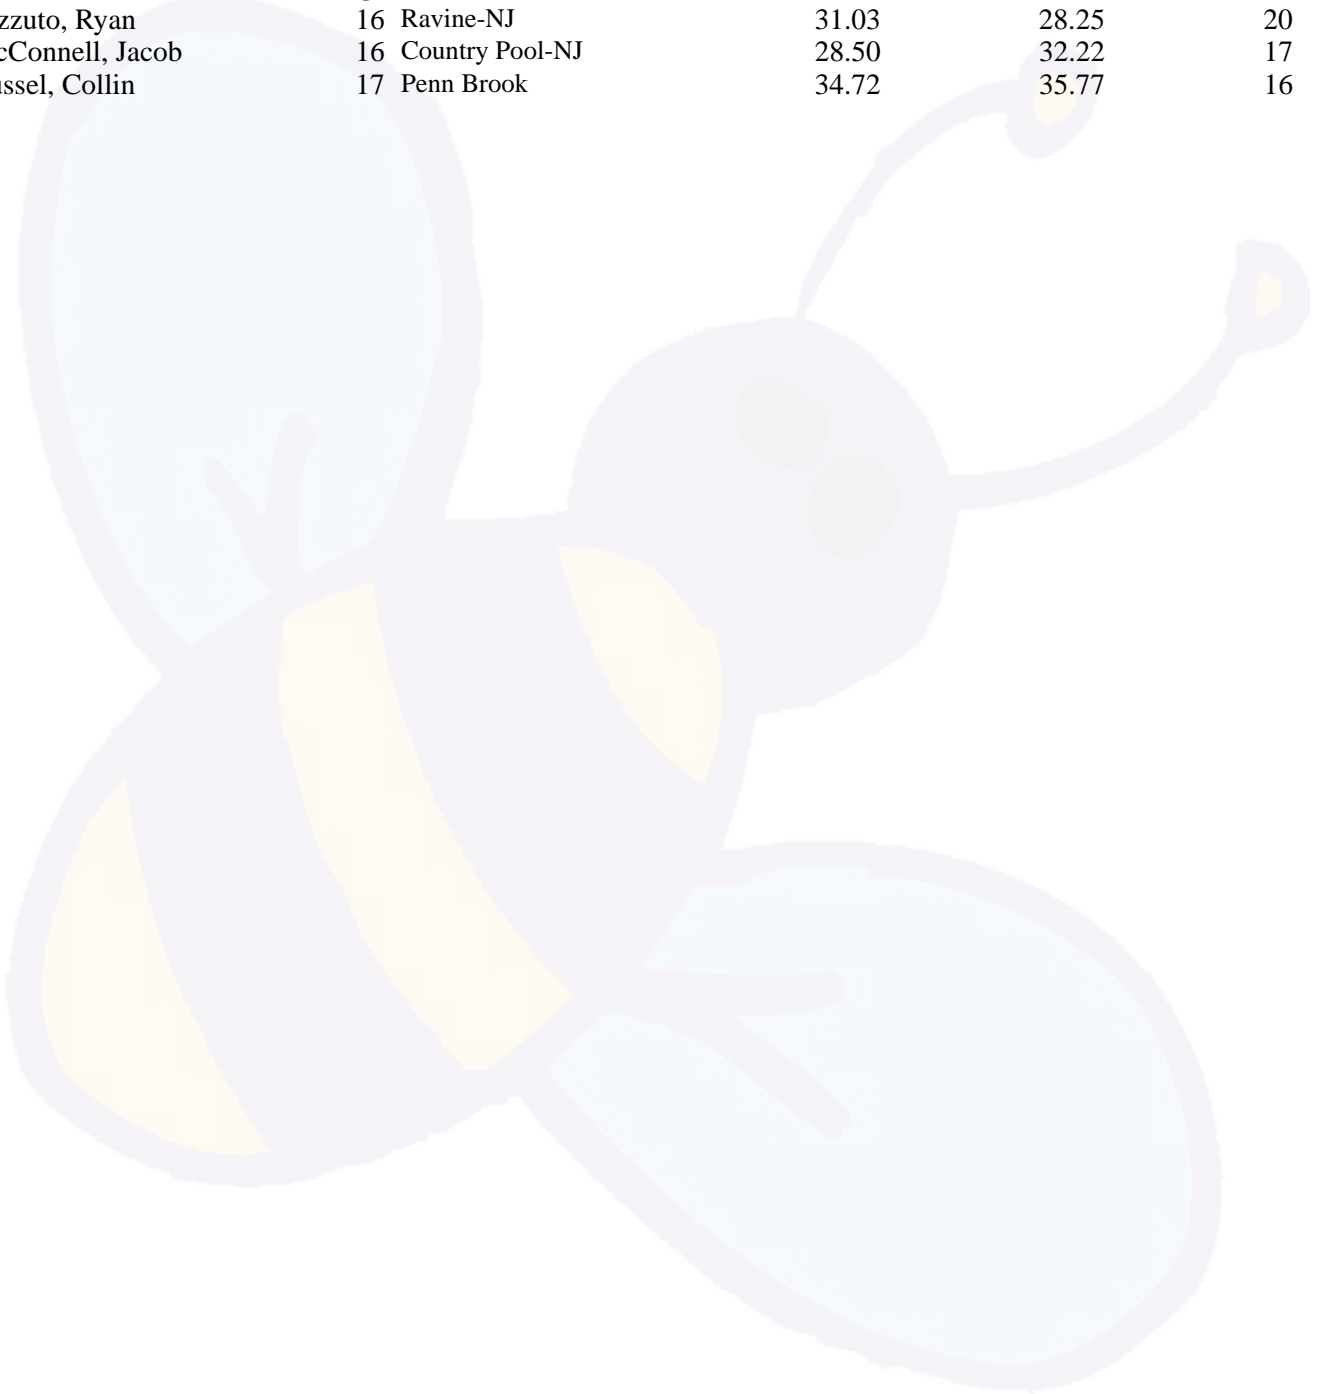 zzuto, Ryan 16 Ravine-NJ 31.03 28.25 20
cConnell, Jacob 16 Country Pool-NJ 28.50 32.22 17
ssel, Collin 17 Penn Brook 34.72 35.77 16